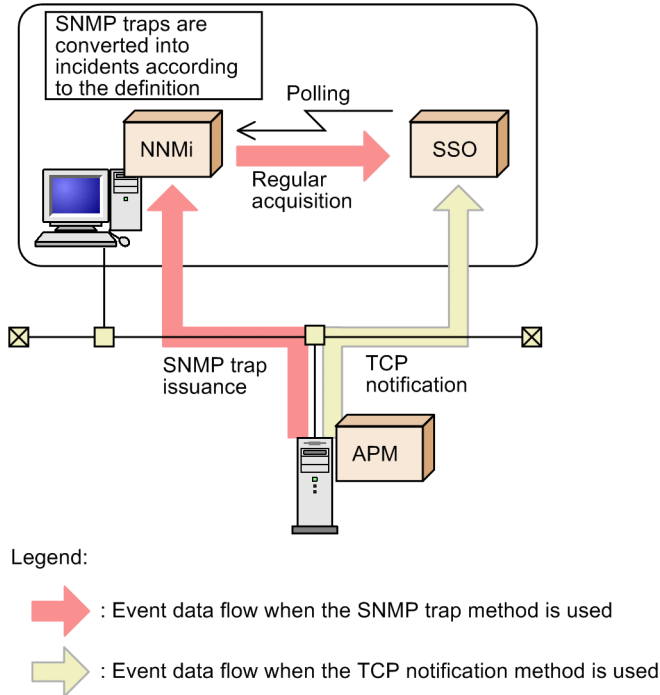 SNMP traps are
converted into
incidents according
to the definition
Polling
NNMi
SSO
Regular
acquisition
SNMP trap
issuance
TCP
notification
APM
Legend:
: Event data flow when the SNMP trap method is used
: Event data flow when the TCP notification method is used